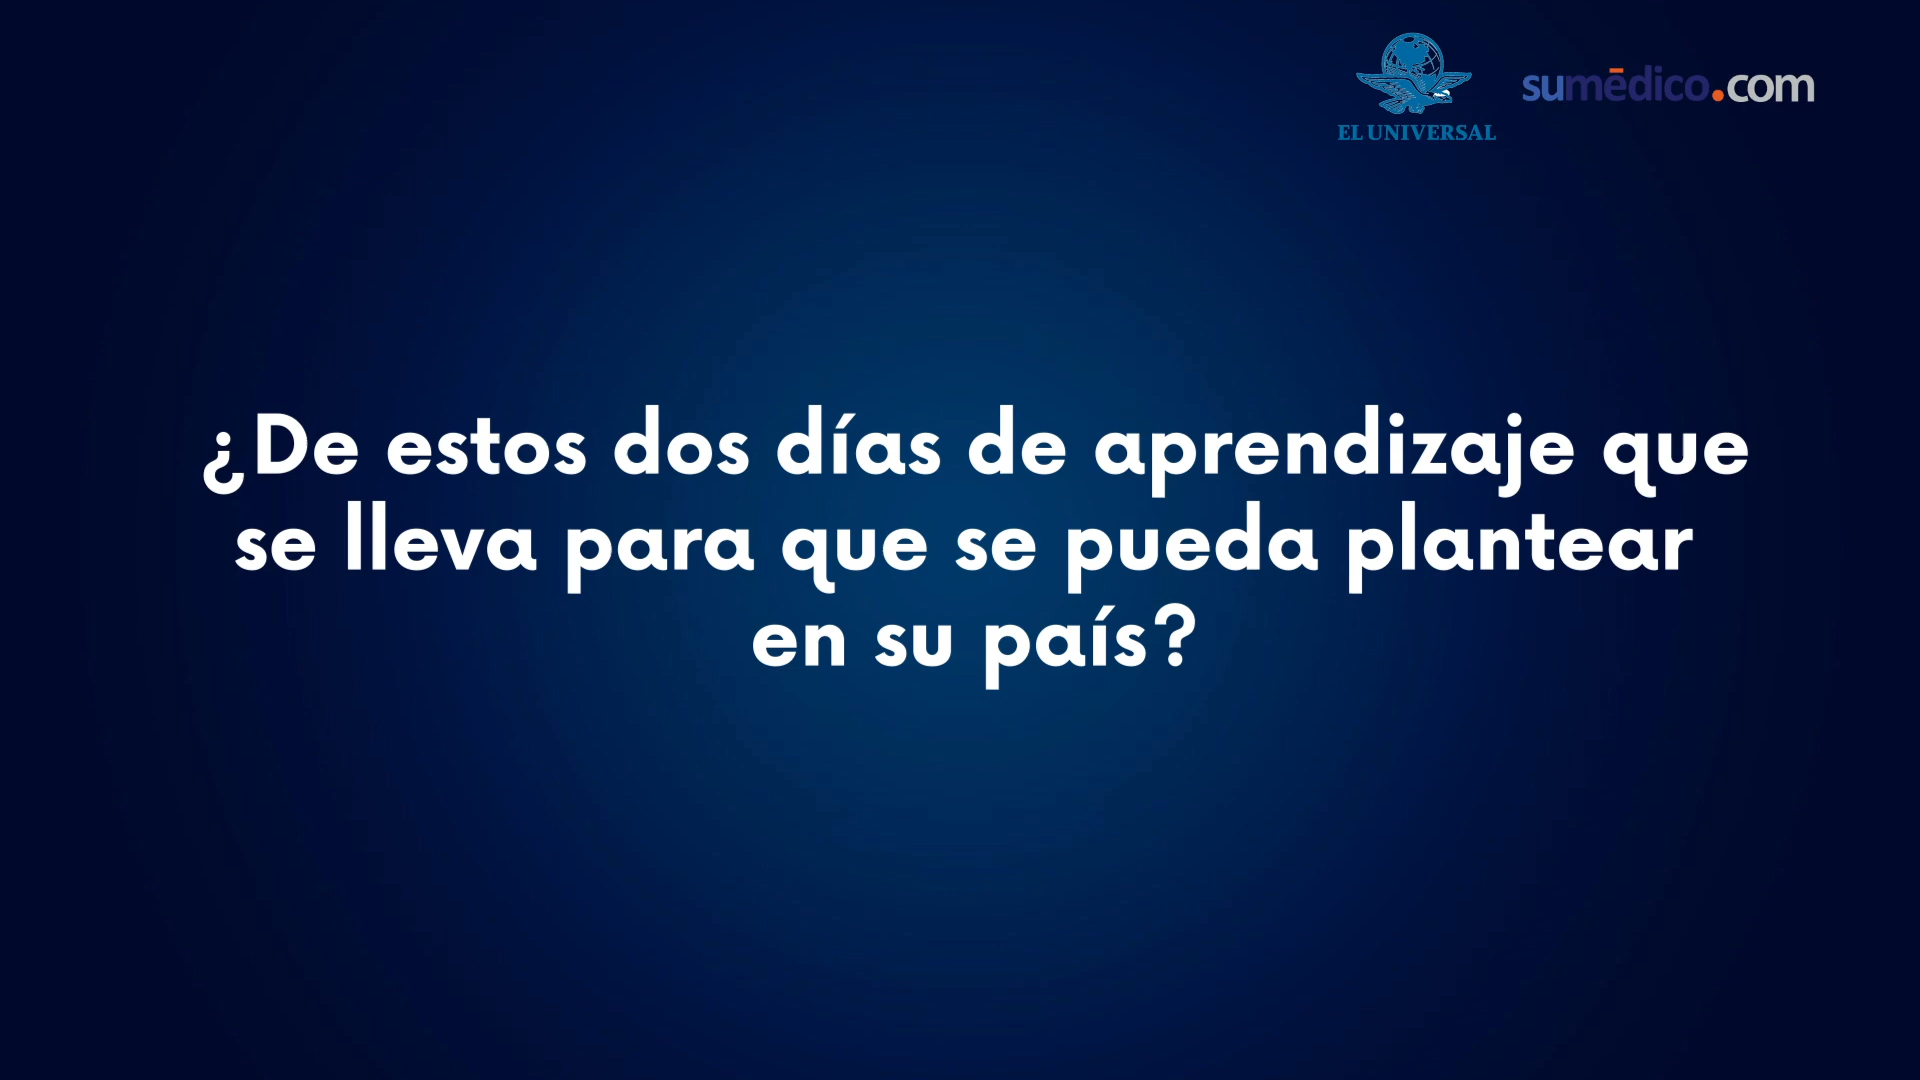 EL UNIVERSAL
sumédico.com
¿De estos dos días de aprendizaje que
se lleva para que se pueda plantear
en su país?